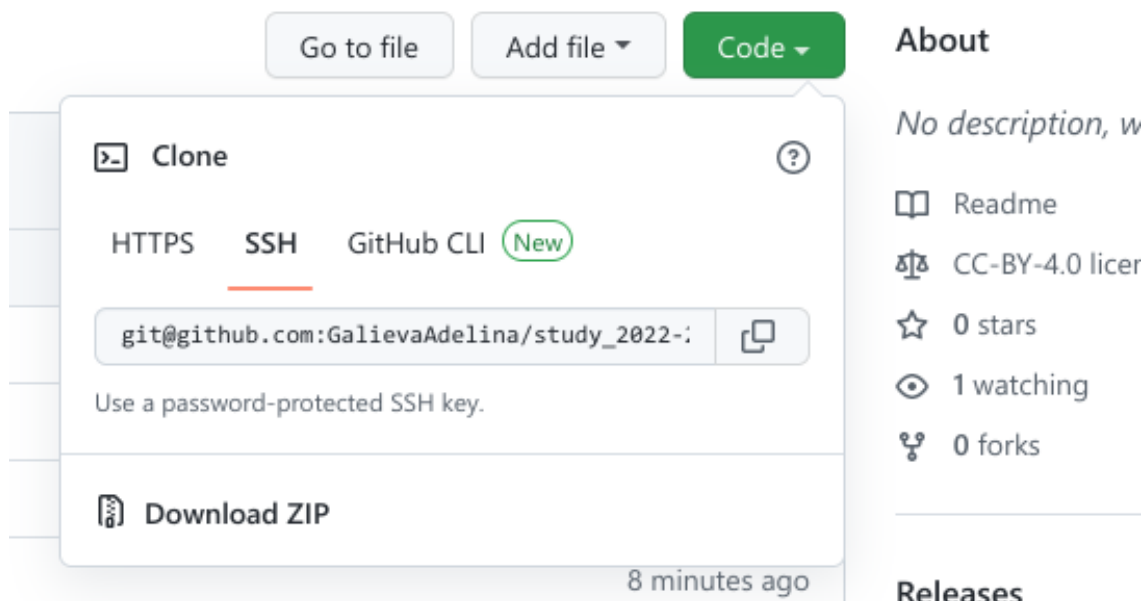 Go to file
Add file
Code
About
No description, w
Clone
HTTPS
SSH
GitHub CLI
New
Readme
CC-BY-4.0 licen
git@github.com:GalievaAdelina/study_2022-
0 stars
1 watching
Use a password-protected SSH key.
0 forks
Download ZIP
8 minutes ago
Releases